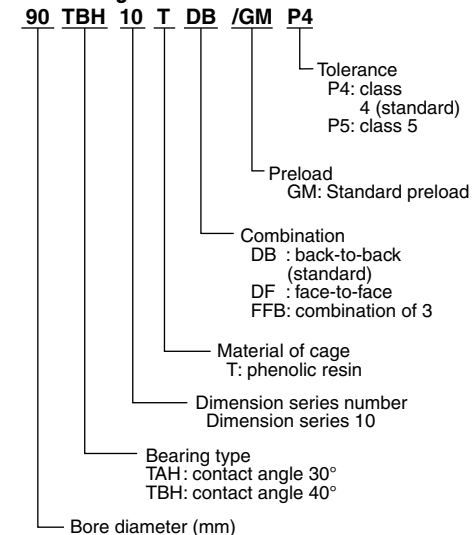 90 TBH 10 T DB /GM P4
Tolerance
P4: class
4 (standard)
P5: class 5
Preload
GM: Standard preload
Combination
DB : back-to-back
(standard)
DF : face-to-face
FFB: combination of 3
Material of cage
T: phenolic resin
Dimension series number
Dimension series 10
Bearing type
TAH: contact angle 30°
TBH: contact angle 40°
Bore diameter (mm)